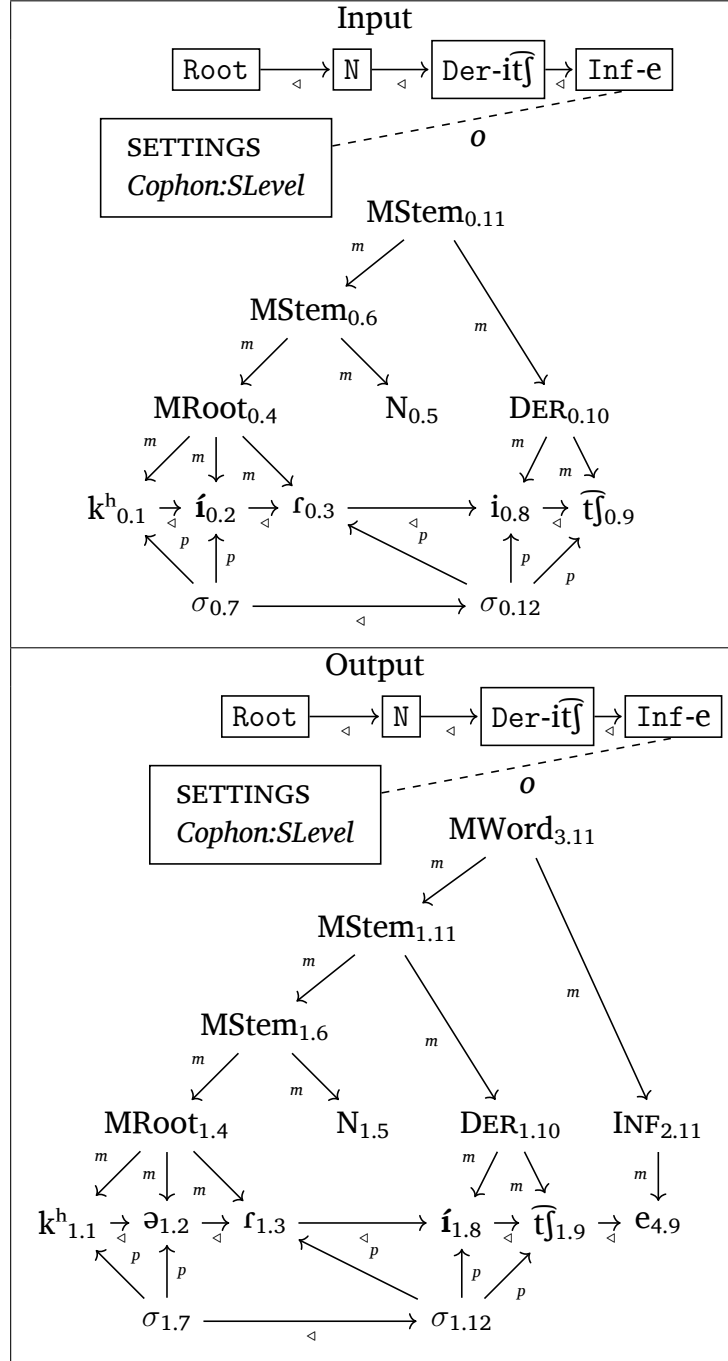 Input
Root N Der-it͡ʃ Inf-e
◁ ◁ ◁
SETTINGS o
Cophon:SLevel
MStem0.11
m
MStem0.6 m
m m
MRoot0.4 N0.5 DER0.10
m m m m m
kʰ0.1 í0.2 ɾ0.3 i0.8 t͡ʃ0.9
◁ ◁ ◁ ◁
p p p p p
σ0.7 σ0.12
◁
Output
Root N Der-it͡ʃ Inf-e
◁ ◁ ◁
SETTINGS o
Cophon:SLevel
MWord3.11
m
MStem1.11
m m
MStem1.6 m
m m
MRoot1.4 N1.5 DER1.10 INF2.11
m m m m m m
kʰ1.1 ə1.2 ɾ1.3 í1.8 t͡ʃ1.9 e4.9
◁ ◁ ◁ ◁ ◁
p p p p p
σ1.7 σ1.12
◁